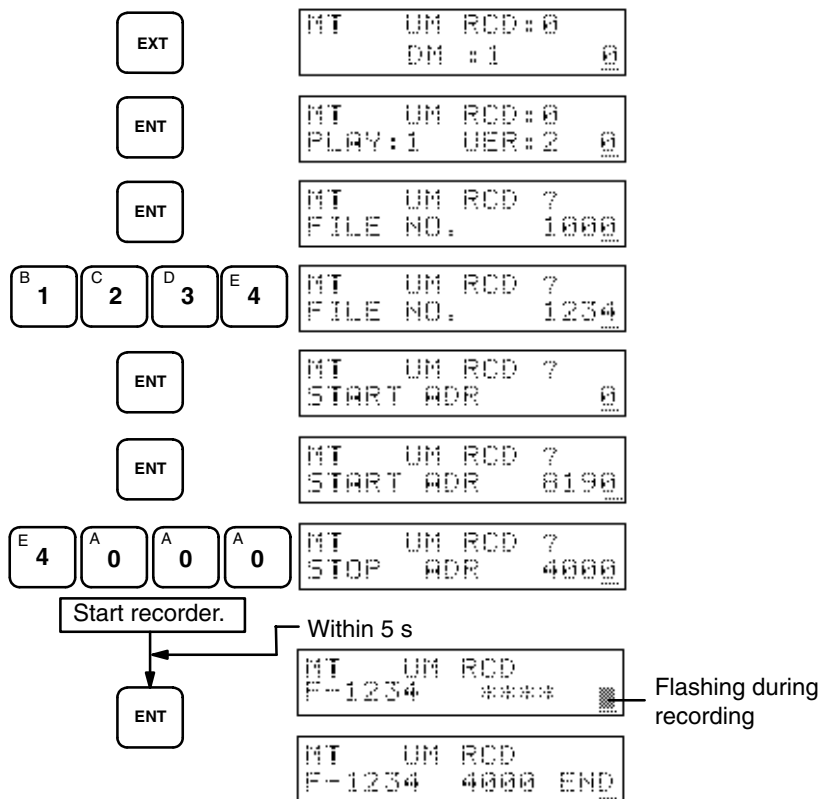 EXT
MT UM RCD:0
DM :1 0
ENT
MT UM RCD:0
PLAY:1 VER:2 0
ENT
MT UM RCD ?
FILE NO. 1000
B 1 C 2 D 3 E 4
MT UM RCD ?
FILE NO. 1234
ENT
MT UM RCD ?
START ADR 0
ENT
MT UM RCD ?
START ADR 8190
E 4 A 0 A 0 A 0
MT UM RCD ?
STOP ADR 4000
Start recorder.
Within 5 s
ENT
MT UM RCD
F-1234 ****
Flashing during
recording
MT UM RCD
F-1234 4000 END